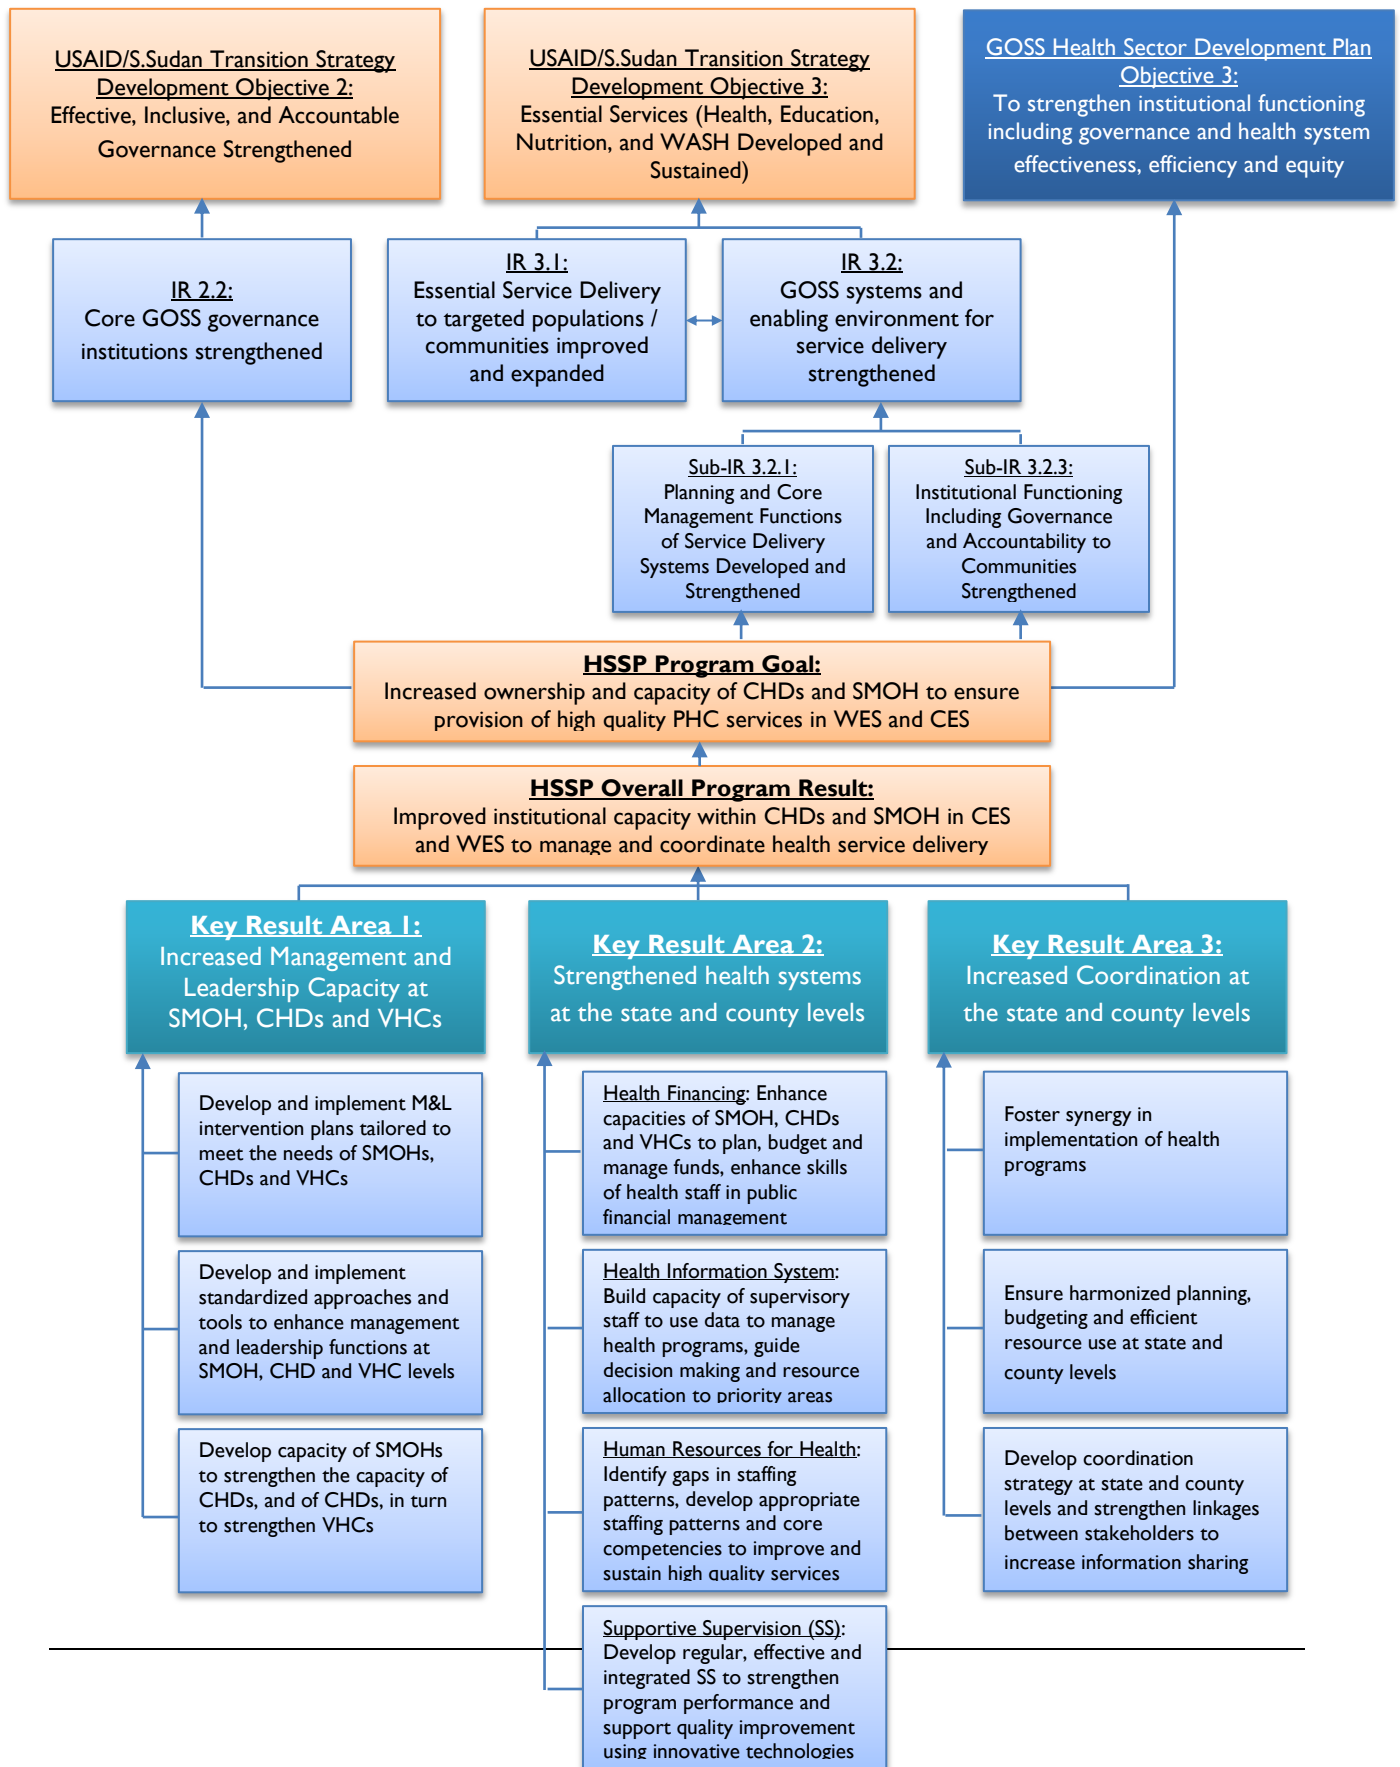 USAID/S.Sudan Transition Strategy
Development Objective 2:
Effective, Inclusive, and Accountable
Governance Strengthened
USAID/S.Sudan Transition Strategy
Development Objective 3:
Essential Services (Health, Education,
Nutrition, and WASH Developed and
Sustained)
GOSS Health Sector Development Plan
Objective 3:
To strengthen institutional functioning
including governance and health system
effectiveness, efficiency and equity
IR 2.2:
Core GOSS governance
institutions strengthened
IR 3.1:
Essential Service Delivery
to targeted populations /
communities improved
and expanded
IR 3.2:
GOSS systems and
enabling environment for
service delivery
strengthened
Sub-IR 3.2.1:
Planning and Core
Management Functions
of Service Delivery
Systems Developed and
Strengthened
Sub-IR 3.2.3:
Institutional Functioning
Including Governance
and Accountability to
Communities
Strengthened
HSSP Program Goal:
Increased ownership and capacity of CHDs and SMOH to ensure
provision of high quality PHC services in WES and CES
HSSP Overall Program Result:
Improved institutional capacity within CHDs and SMOH in CES
and WES to manage and coordinate health service delivery
Key Result Area 1:
Increased Management and
Leadership Capacity at
SMOH, CHDs and VHCs
Develop and implement M&L
intervention plans tailored to
meet the needs of SMOHs,
CHDs and VHCs
Develop and implement
standardized approaches and
tools to enhance management
and leadership functions at
SMOH, CHD and VHC levels
Develop capacity of SMOHs
to strengthen the capacity of
CHDs, and of CHDs, in turn
to strengthen VHCs
Key Result Area 2:
Strengthened health systems
at the state and county levels
Health Financing: Enhance
capacities of SMOH, CHDs
and VHCs to plan, budget and
manage funds, enhance skills
of health staff in public
financial management
Health Information System:
Build capacity of supervisory
staff to use data to manage
health programs, guide
decision making and resource
allocation to priority areas
Human Resources for Health:
Identify gaps in staffing
patterns, develop appropriate
staffing patterns and core
competencies to improve and
sustain high quality services
Supportive Supervision (SS):
Develop regular, effective and
integrated SS to strengthen
program performance and
support quality improvement
using innovative technologies
Key Result Area 3:
Increased Coordination at
the state and county levels
Foster synergy in
implementation of health
programs
Ensure harmonized planning,
budgeting and efficient
resource use at state and
county levels
Develop coordination
strategy at state and county
levels and strengthen linkages
between stakeholders to
increase information sharing